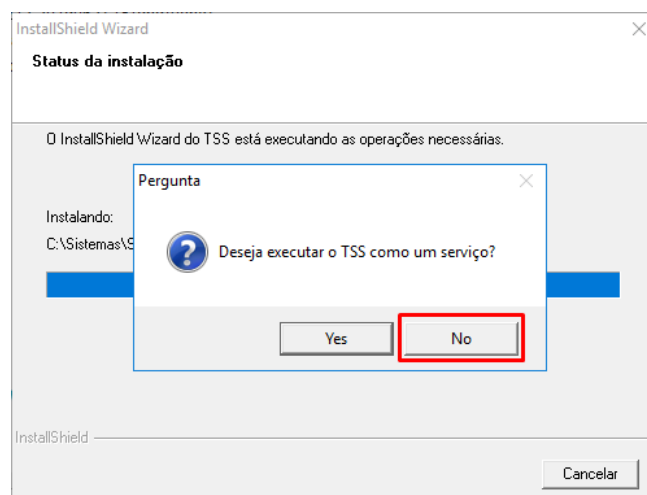 InstallShield Wizard
Status da instalação
O InstallShield Wizard do TSS está executando as operações necessárias.
Pergunta
Instalando:
C:\Sistemas\S
Deseja executar o TSS como um serviço?
Yes
No
InstallShield
Cancelar